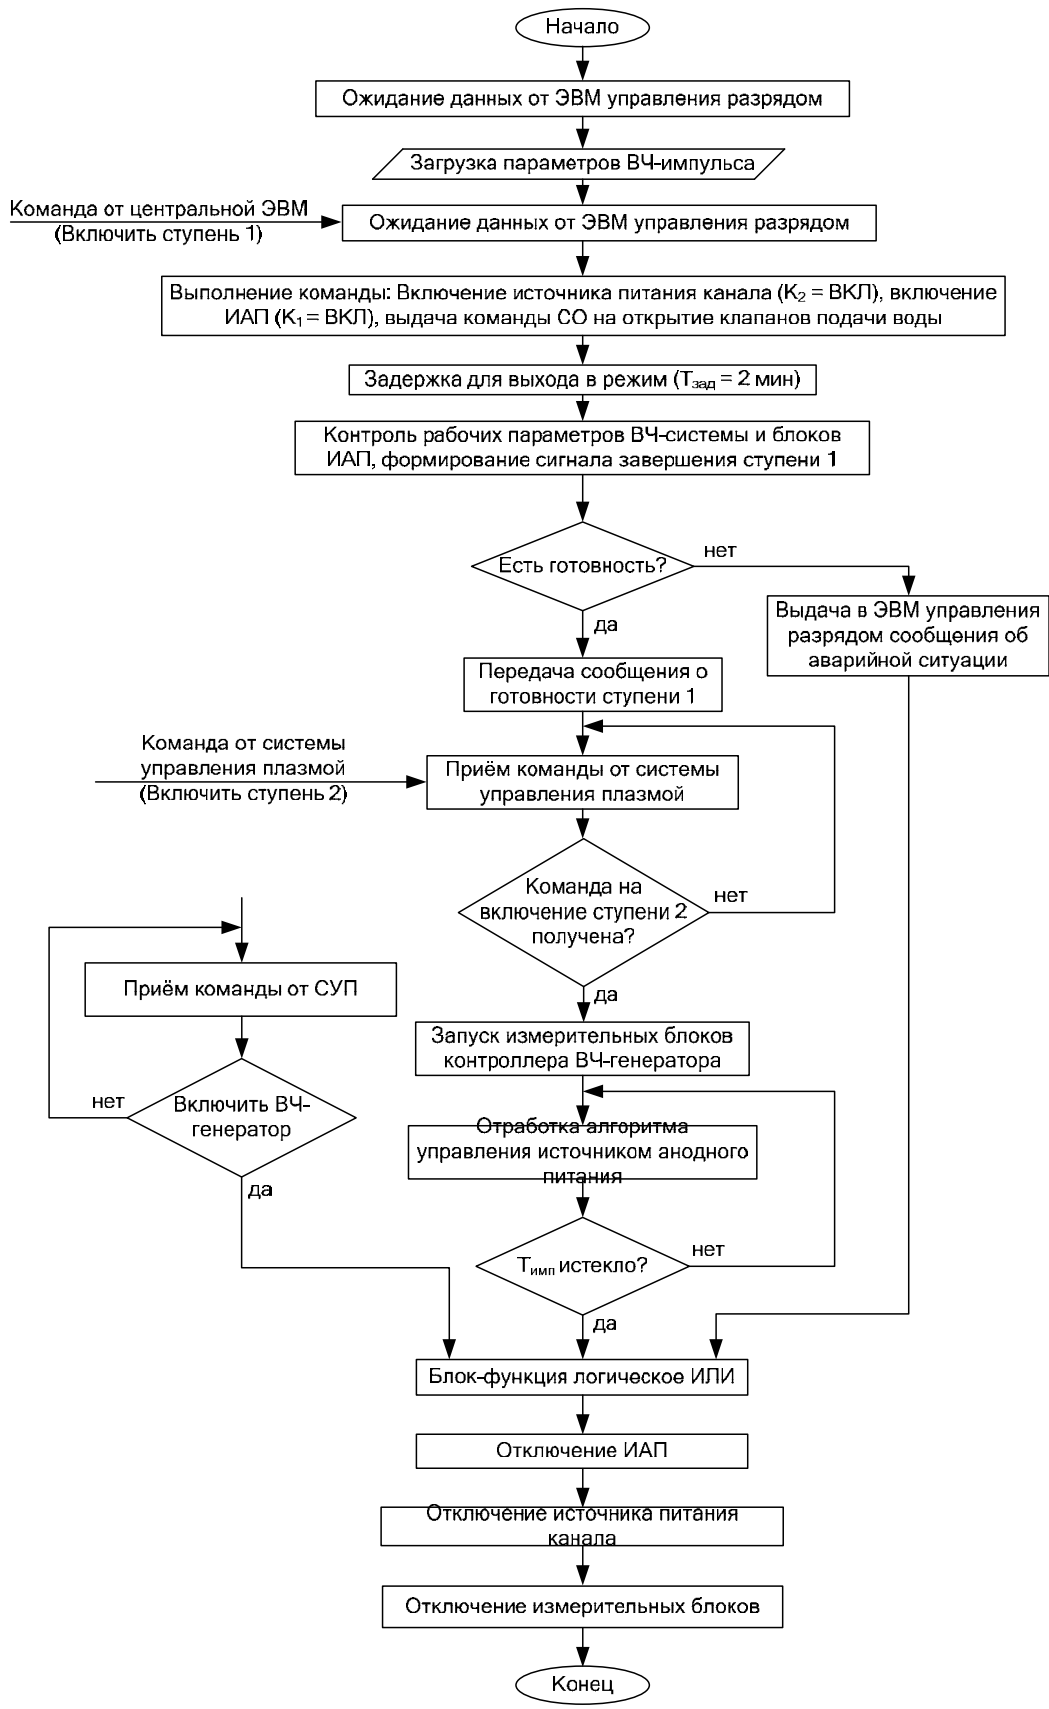 Начало
Ожидание данных от ЭВМ управления разрядом
Загрузка параметров ВЧ-импульса
Команда от центральной ЭВМ
(Включить ступень 1)
Ожидание данных от ЭВМ управления разрядом
Выполнение команды: Включение источника питания канала (К₂ = ВКЛ), включение
ИАП (К₁ = ВКЛ), выдача команды СО на открытие клапанов подачи воды
Задержка для выхода в режим (Тзад = 2 мин)
Контроль рабочих параметров ВЧ-системы и блоков
ИАП, формирование сигнала завершения ступени 1
Есть готовность?
нет
да
Выдача в ЭВМ управления
разрядом сообщения об
аварийной ситуации
Передача сообщения о
готовности ступени 1
Команда от системы
управления плазмой
(Включить ступень 2)
Приём команды от системы
управления плазмой
Команда на
включение ступени 2
получена?
нет
да
Приём команды от СУП
Запуск измерительных блоков
контроллера ВЧ-генератора
Включить ВЧ-
генератор
нет
да
Отработка алгоритма
управления источником анодного
питания
Тимп истекло?
нет
да
Блок-функция логическое ИЛИ
Отключение ИАП
Отключение источника питания
канала
Отключение измерительных блоков
Конец